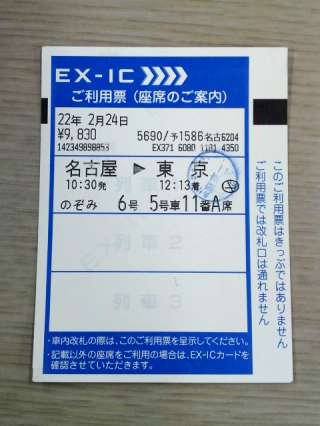 EX-IC
ご利用票（座席のご案内）
22年 2月24日
¥9,830 5690/予1586名古6204
142349898853 EX371 6080 1101 4350
名古屋 ▶ 東 京
10:30発 12:13着
のぞみ 6号 5号車11番A席
列車2
列車3
・車内改札の際は、このご利用票を呈示してください。
・記載以外の座席をご利用の場合は、EX-ICカードを
確認させていただきます。
このご利用票はきっぷではありません
ご利用票では改札口は通れません